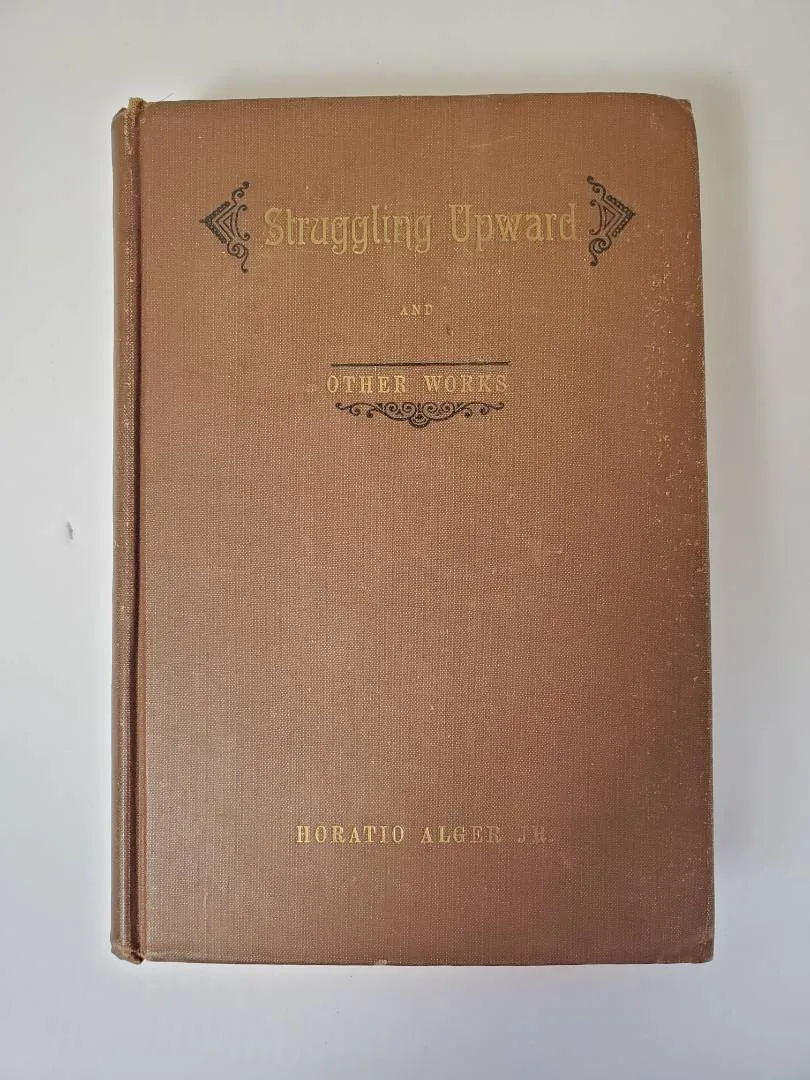 Struggling Upward
AND
OTHER WORKS
HORATIO ALGER JR.